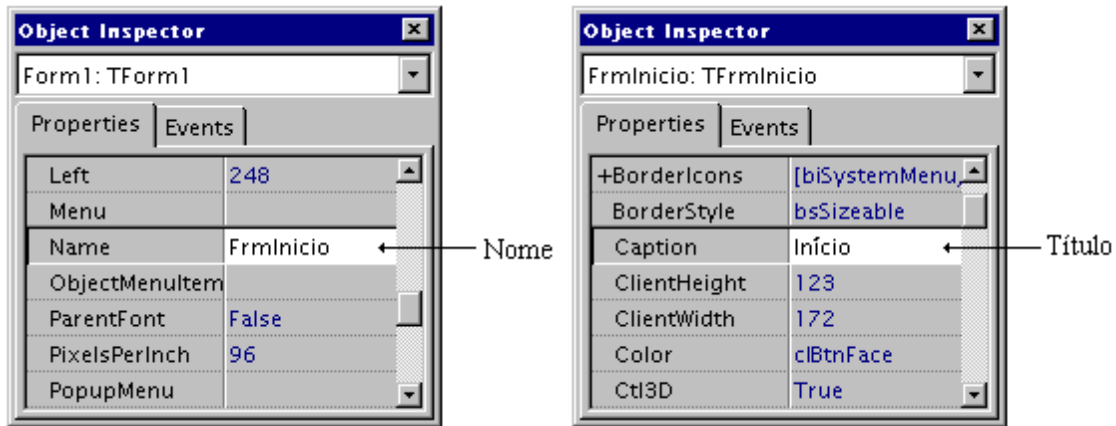 Object Inspector
Form1: TForm1
Properties Events
Left 248
Menu
Name FrmInicio
Nome
ObjectMenuItem
ParentFont False
PixelsPerInch 96
PopupMenu
Object Inspector
FrmInicio: TFrmInicio
Properties Events
+BorderIcons [biSystemMenu,
BorderStyle bsSizeable
Caption Início
Título
ClientHeight 123
ClientWidth 172
Color clBtnFace
Ctl3D True